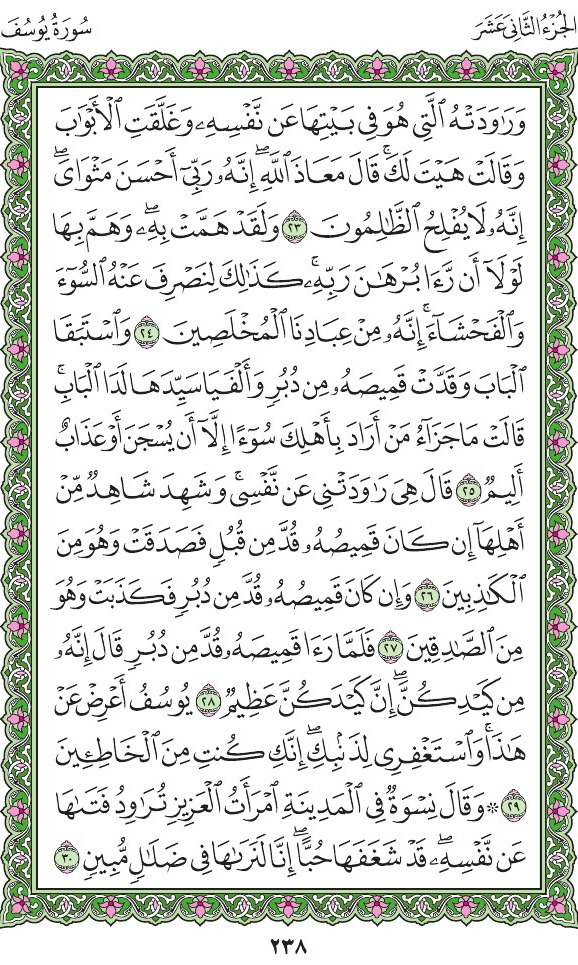 الجزء الثاني عشر
سورة يوسف
وَرَٰوَدَتۡهُ ٱلَّتِي هُوَ فِي بَيۡتِهَا عَن نَّفۡسِهِۦ وَغَلَّقَتِ ٱلۡأَبۡوَٰبَ
وَقَالَتۡ هَيۡتَ لَكَۚ قَالَ مَعَاذَ ٱللَّهِۖ إِنَّهُۥ رَبِّيٓ أَحۡسَنَ مَثۡوَايَۖ
إِنَّهُۥ لَا يُفۡلِحُ ٱلظَّٰلِمُونَ ٢٣ وَلَقَدۡ هَمَّتۡ بِهِۦۖ وَهَمَّ بِهَا
لَوۡلَآ أَن رَّءَا بُرۡهَٰنَ رَبِّهِۦۚ كَذَٰلِكَ لِنَصۡرِفَ عَنۡهُ ٱلسُّوٓءَ
وَٱلۡفَحۡشَآءَۚ إِنَّهُۥ مِنۡ عِبَادِنَا ٱلۡمُخۡلَصِينَ ٢٤ وَٱسۡتَبَقَا
ٱلۡبَابَ وَقَدَّتۡ قَمِيصَهُۥ مِن دُبُرٖ وَأَلۡفَيَا سَيِّدَهَا لَدَا ٱلۡبَابِۚ
قَالَتۡ مَا جَزَآءُ مَنۡ أَرَادَ بِأَهۡلِكَ سُوٓءًا إِلَّآ أَن يُسۡجَنَ أَوۡ عَذَابٌ
أَلِيمٞ ٢٥ قَالَ هِيَ رَٰوَدَتۡنِي عَن نَّفۡسِيۚ وَشَهِدَ شَاهِدٞ مِّنۡ
أَهۡلِهَآ إِن كَانَ قَمِيصُهُۥ قُدَّ مِن قُبُلٖ فَصَدَقَتۡ وَهُوَ مِنَ
ٱلۡكَٰذِبِينَ ٢٦ وَإِن كَانَ قَمِيصُهُۥ قُدَّ مِن دُبُرٖ فَكَذَبَتۡ وَهُوَ
مِنَ ٱلصَّٰدِقِينَ ٢٧ فَلَمَّا رَءَا قَمِيصَهُۥ قُدَّ مِن دُبُرٖ قَالَ إِنَّهُۥ
مِن كَيۡدِكُنَّۖ إِنَّ كَيۡدَكُنَّ عَظِيمٞ ٢٨ يُوسُفُ أَعۡرِضۡ عَنۡ
هَٰذَاۚ وَٱسۡتَغۡفِرِي لِذَنۢبِكِۖ إِنَّكِ كُنتِ مِنَ ٱلۡخَاطِـِٔينَ
٢٩ ۞ وَقَالَ نِسۡوَةٞ فِي ٱلۡمَدِينَةِ ٱمۡرَأَتُ ٱلۡعَزِيزِ تُرَٰوِدُ فَتَىٰهَا
عَن نَّفۡسِهِۦۖ قَدۡ شَغَفَهَا حُبًّاۖ إِنَّا لَنَرَىٰهَا فِي ضَلَٰلٖ مُّبِينٖ ٣٠
٢٣٨